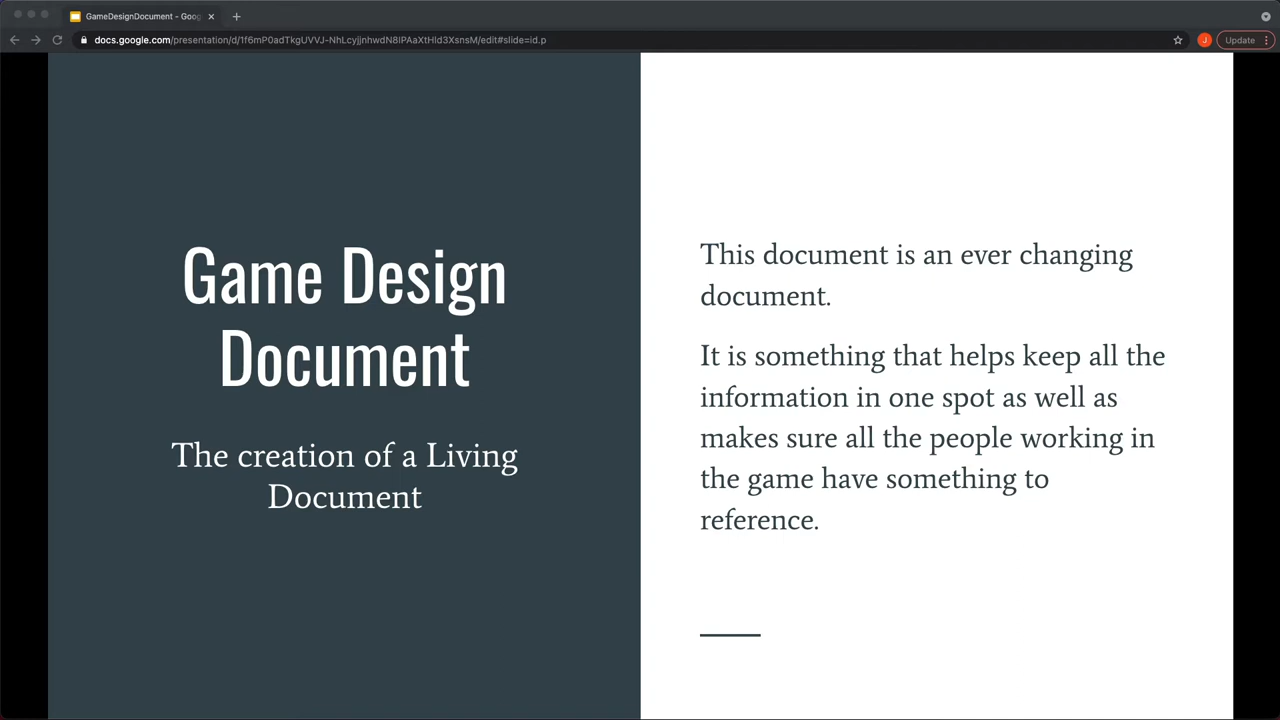 GameDesignDocument - Goog
docs.google.com/presentation/d/1f6mP0adTkgUVVJ-NhLcyjjnhwdN8IPAaXtHld3XsnsM/edit#slide=id.p
J
Update
Game Design
Document
The creation of a Living
Document
This document is an ever changing
document.
It is something that helps keep all the
information in one spot as well as
makes sure all the people working in
the game have something to
reference.